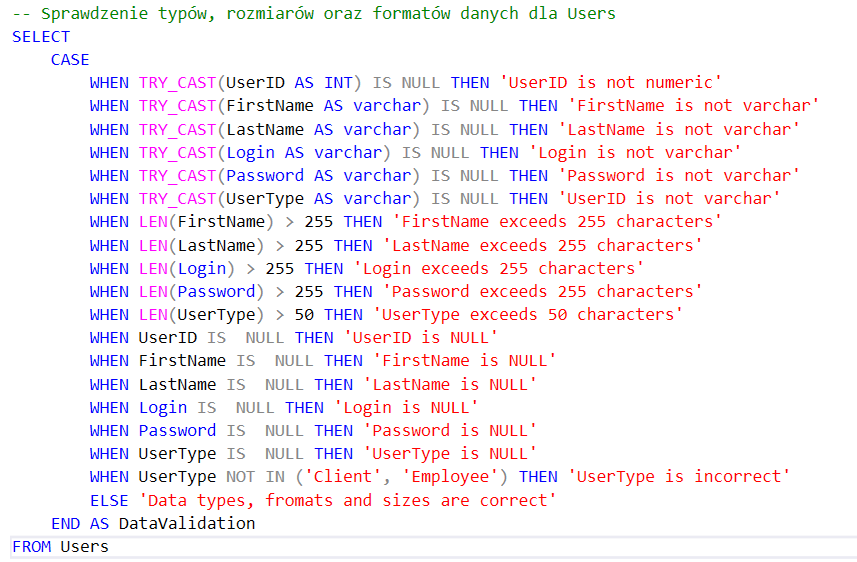 -- Sprawdzenie typów, rozmiarów oraz formatów danych dla Users
SELECT
    CASE
        WHEN TRY_CAST(UserID AS INT) IS NULL THEN 'UserID is not numeric'
        WHEN TRY_CAST(FirstName AS varchar) IS NULL THEN 'FirstName is not varchar'
        WHEN TRY_CAST(LastName AS varchar) IS NULL THEN 'LastName is not varchar'
        WHEN TRY_CAST(Login AS varchar) IS NULL THEN 'Login is not varchar'
        WHEN TRY_CAST(Password AS varchar) IS NULL THEN 'Password is not varchar'
        WHEN TRY_CAST(UserType AS varchar) IS NULL THEN 'UserID is not varchar'
        WHEN LEN(FirstName) > 255 THEN 'FirstName exceeds 255 characters'
        WHEN LEN(LastName) > 255 THEN 'LastName exceeds 255 characters'
        WHEN LEN(Login) > 255 THEN 'Login exceeds 255 characters'
        WHEN LEN(Password) > 255 THEN 'Password exceeds 255 characters'
        WHEN LEN(UserType) > 50 THEN 'UserType exceeds 50 characters'
        WHEN UserID IS  NULL THEN 'UserID is NULL'
        WHEN FirstName IS  NULL THEN 'FirstName is NULL'
        WHEN LastName IS  NULL THEN 'LastName is NULL'
        WHEN Login IS  NULL THEN 'Login is NULL'
        WHEN Password IS  NULL THEN 'Password is NULL'
        WHEN UserType IS  NULL THEN 'UserType is NULL'
        WHEN UserType NOT IN ('Client', 'Employee') THEN 'UserType is incorrect'
        ELSE 'Data types, fromats and sizes are correct'
    END AS DataValidation
FROM Users